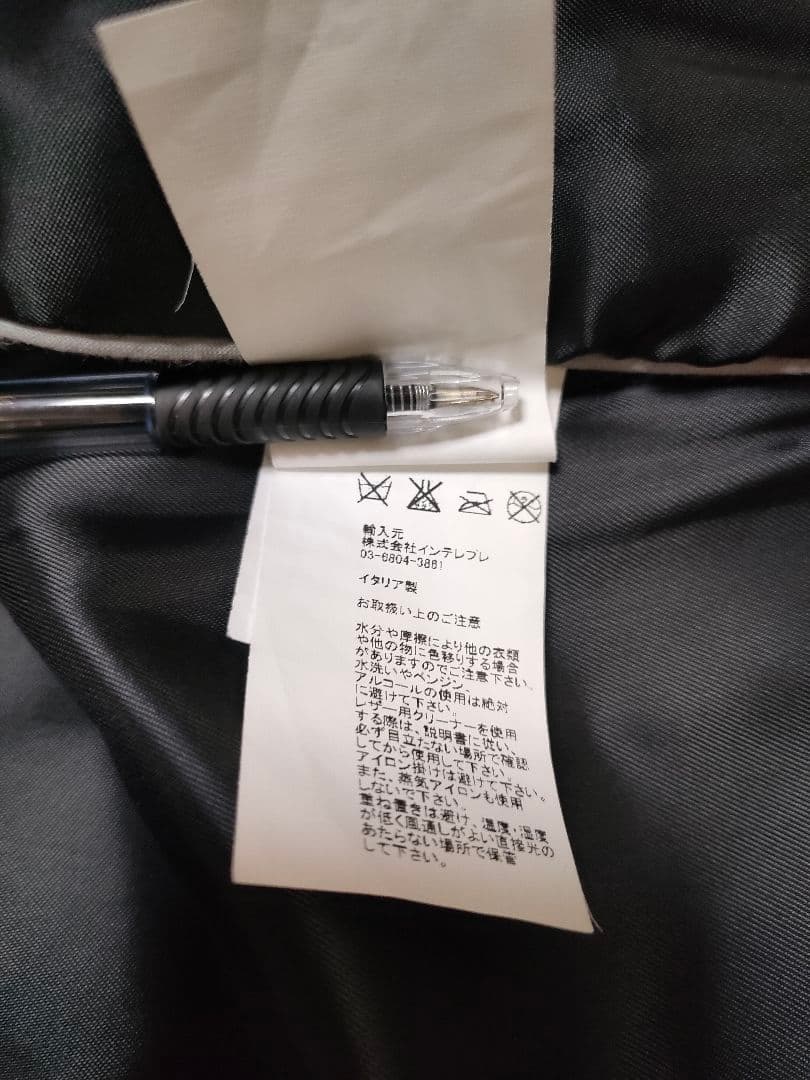 輸入元
株式会社インテレプレ
03-6804-3861
イタリア製
お取扱い上のご注意
水分や摩擦により他の衣類
や他の物に色移りする場合
がありますのでご注意下さい。
水洗いやベンジン、
アルコールの使用は絶対
に避けて下さい。
レザー用クリーナーを使用
する際は、説明書に従い、
必ず目立たない場所で確認
してから使用して下さい。
アイロン掛けは避けて下さい。
また、蒸気アイロンも使用
しないで下さい。
重ね置きは避け、温度・湿度
が低く風通しがよい直接光の
あたらない場所で保管
して下さい。